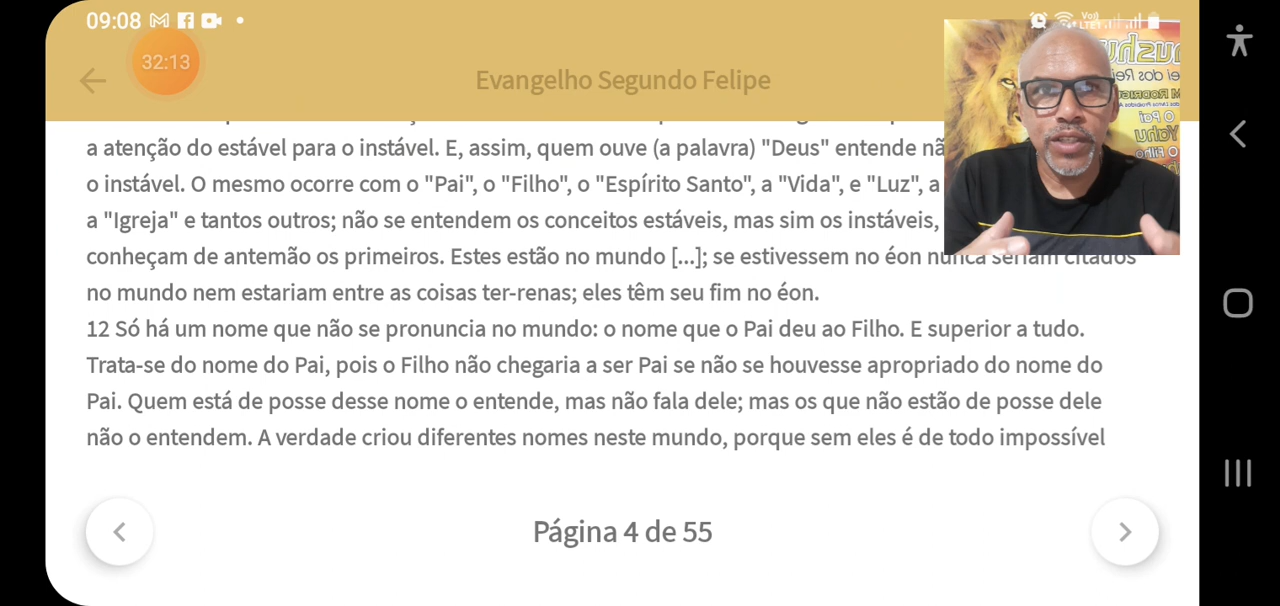 09:08
32:13
Evangelho Segundo Felipe
a atenção do estável para o instável. E, assim, quem ouve (a palavra) "Deus" entende
o instável. O mesmo ocorre com o "Pai", o "Filho", o "Espírito Santo", a "Vida", e "Luz", a
a "Igreja" e tantos outros; não se entendem os conceitos estáveis, mas sim os instáveis,
conheçam de antemão os primeiros. Estes estão no mundo [...]; se estivessem no éon nunca seriam citados
no mundo nem estariam entre as coisas ter-renas; eles têm seu fim no éon.
12 Só há um nome que não se pronuncia no mundo: o nome que o Pai deu ao Filho. E superior a tudo.
Trata-se do nome do Pai, pois o Filho não chegaria a ser Pai se não se houvesse apropriado do nome do
Pai. Quem está de posse desse nome o entende, mas não fala dele; mas os que não estão de posse dele
não o entendem. A verdade criou diferentes nomes neste mundo, porque sem eles é de todo impossível
Página 4 de 55